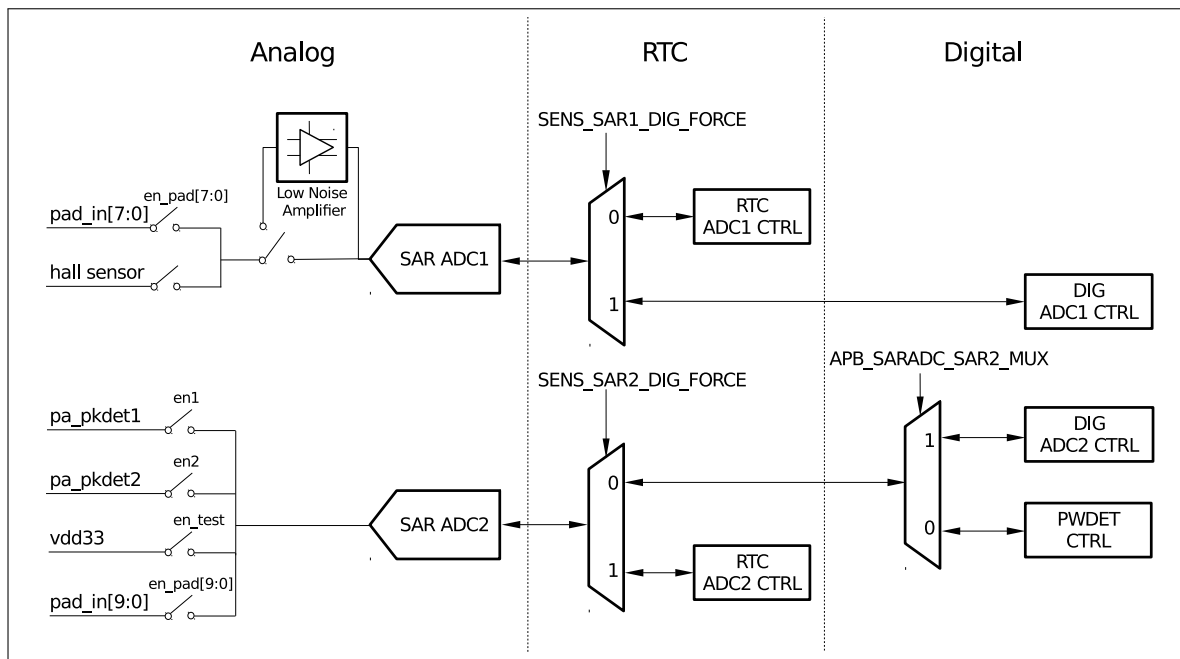 Analog
RTC
Digital
SENS_SAR1_DIG_FORCE
en_pad[7:0]
Low Noise
Amplifier
pad_in[7:0]
0
RTC
ADC1 CTRL
SAR ADC1
hall sensor
1
DIG
ADC1 CTRL
SENS_SAR2_DIG_FORCE
APB_SARADC_SAR2_MUX
en1
pa_pkdet1
1
DIG
ADC2 CTRL
en2
pa_pkdet2
0
en_test
SAR ADC2
vdd33
0
PWDET
CTRL
1
RTC
ADC2 CTRL
en_pad[9:0]
pad_in[9:0]